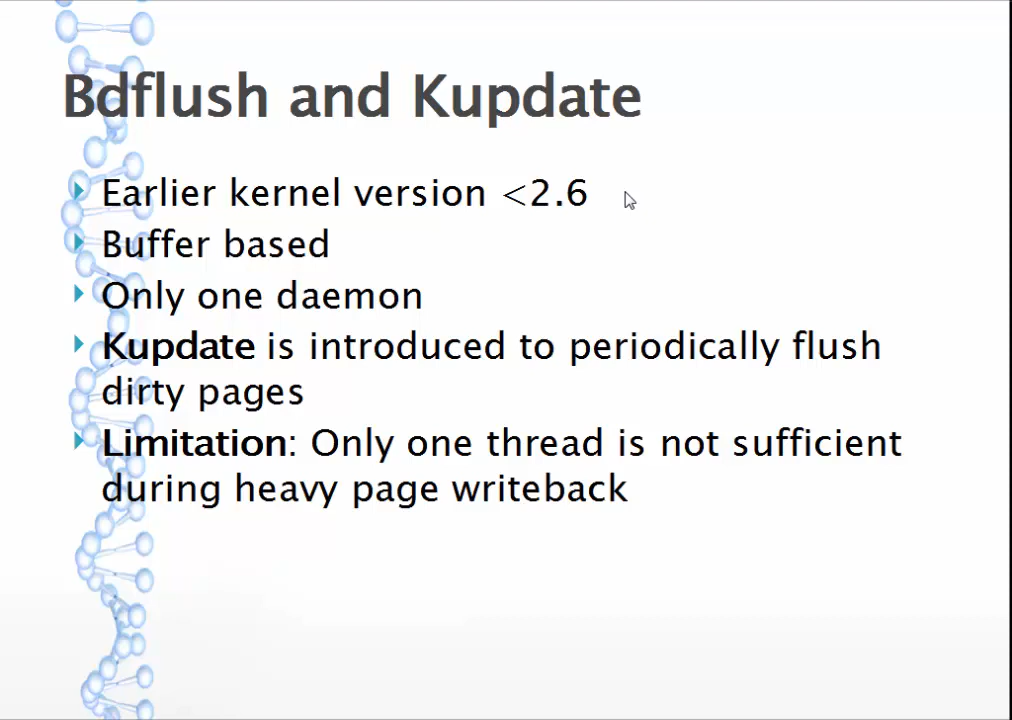 Bdflush and Kupdate
Earlier kernel version <2.6
Buffer based
Only one daemon
Kupdate is introduced to periodically flush
dirty pages
Limitation: Only one thread is not sufficient
during heavy page writeback